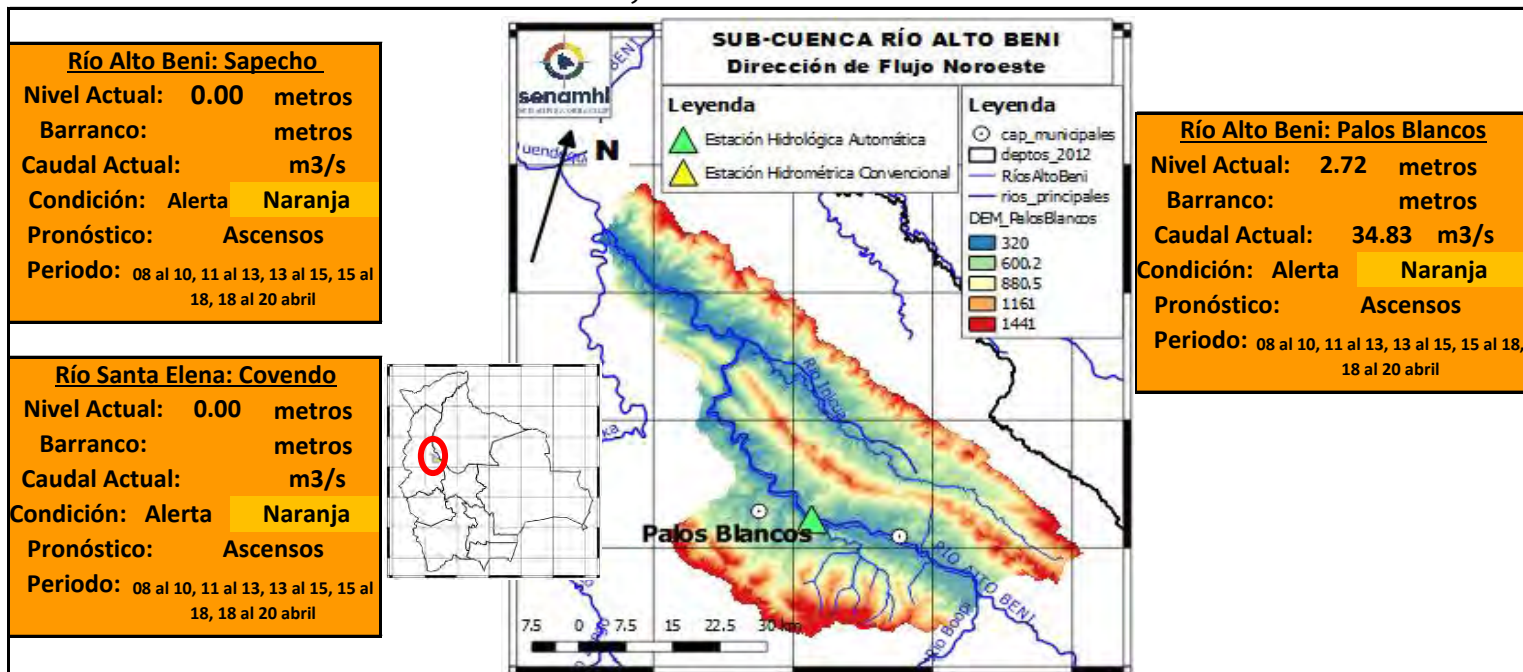 Río Alto Beni: Sapecho
Nivel Actual: 0.00 metros
Barranco: metros
Caudal Actual: m3/s
Condición: Alerta Naranja
Pronóstico: Ascensos
Periodo: 08 al 10, 11 al 13, 13 al 15, 15 al
18, 18 al 20 abril
Río Santa Elena: Covendo
Nivel Actual: 0.00 metros
Barranco: metros
Caudal Actual: m3/s
Condición: Alerta Naranja
Pronóstico: Ascensos
Periodo: 08 al 10, 11 al 13, 13 al 15, 15 al
18, 18 al 20 abril
senamhi
BENI
SUB-CUENCA RÍO ALTO BENI
Dirección de Flujo Noroeste
Leyenda
Estación Hidrológica Automática
Estación Hidrométrica Convencional
Leyenda
cap_municipales
deptos_2012
RíosAltoBeni
rios_principales
DEM_PalosBlancos
320
600.2
880.5
1161
1441
N
Río Inicua
Palos Blancos
RÍO ALTO BENI
Río Boopi
7.5 0 7.5 15 22.5 30 km
Río Alto Beni: Palos Blancos
Nivel Actual: 2.72 metros
Barranco: metros
Caudal Actual: 34.83 m3/s
Condición: Alerta Naranja
Pronóstico: Ascensos
Periodo: 08 al 10, 11 al 13, 13 al 15, 15 al 18,
18 al 20 abril